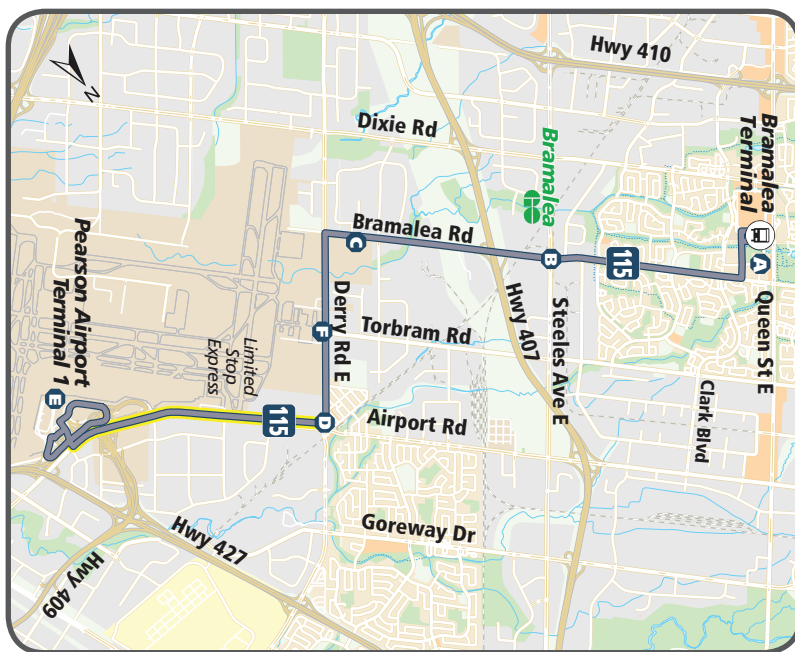 Hwy 410
Bramalea
Terminal
Dixie Rd
Bramalea
N
Bramalea Rd
A
B
C
115
Queen St E
Steeles Ave E
Hwy 407
Derry Rd E
F
Torbram Rd
Pearson Airport
Terminal 1
E
Limited
Stop
Express
115
D
Airport Rd
Clark Blvd
Goreway Dr
Hwy 427
Hwy 409